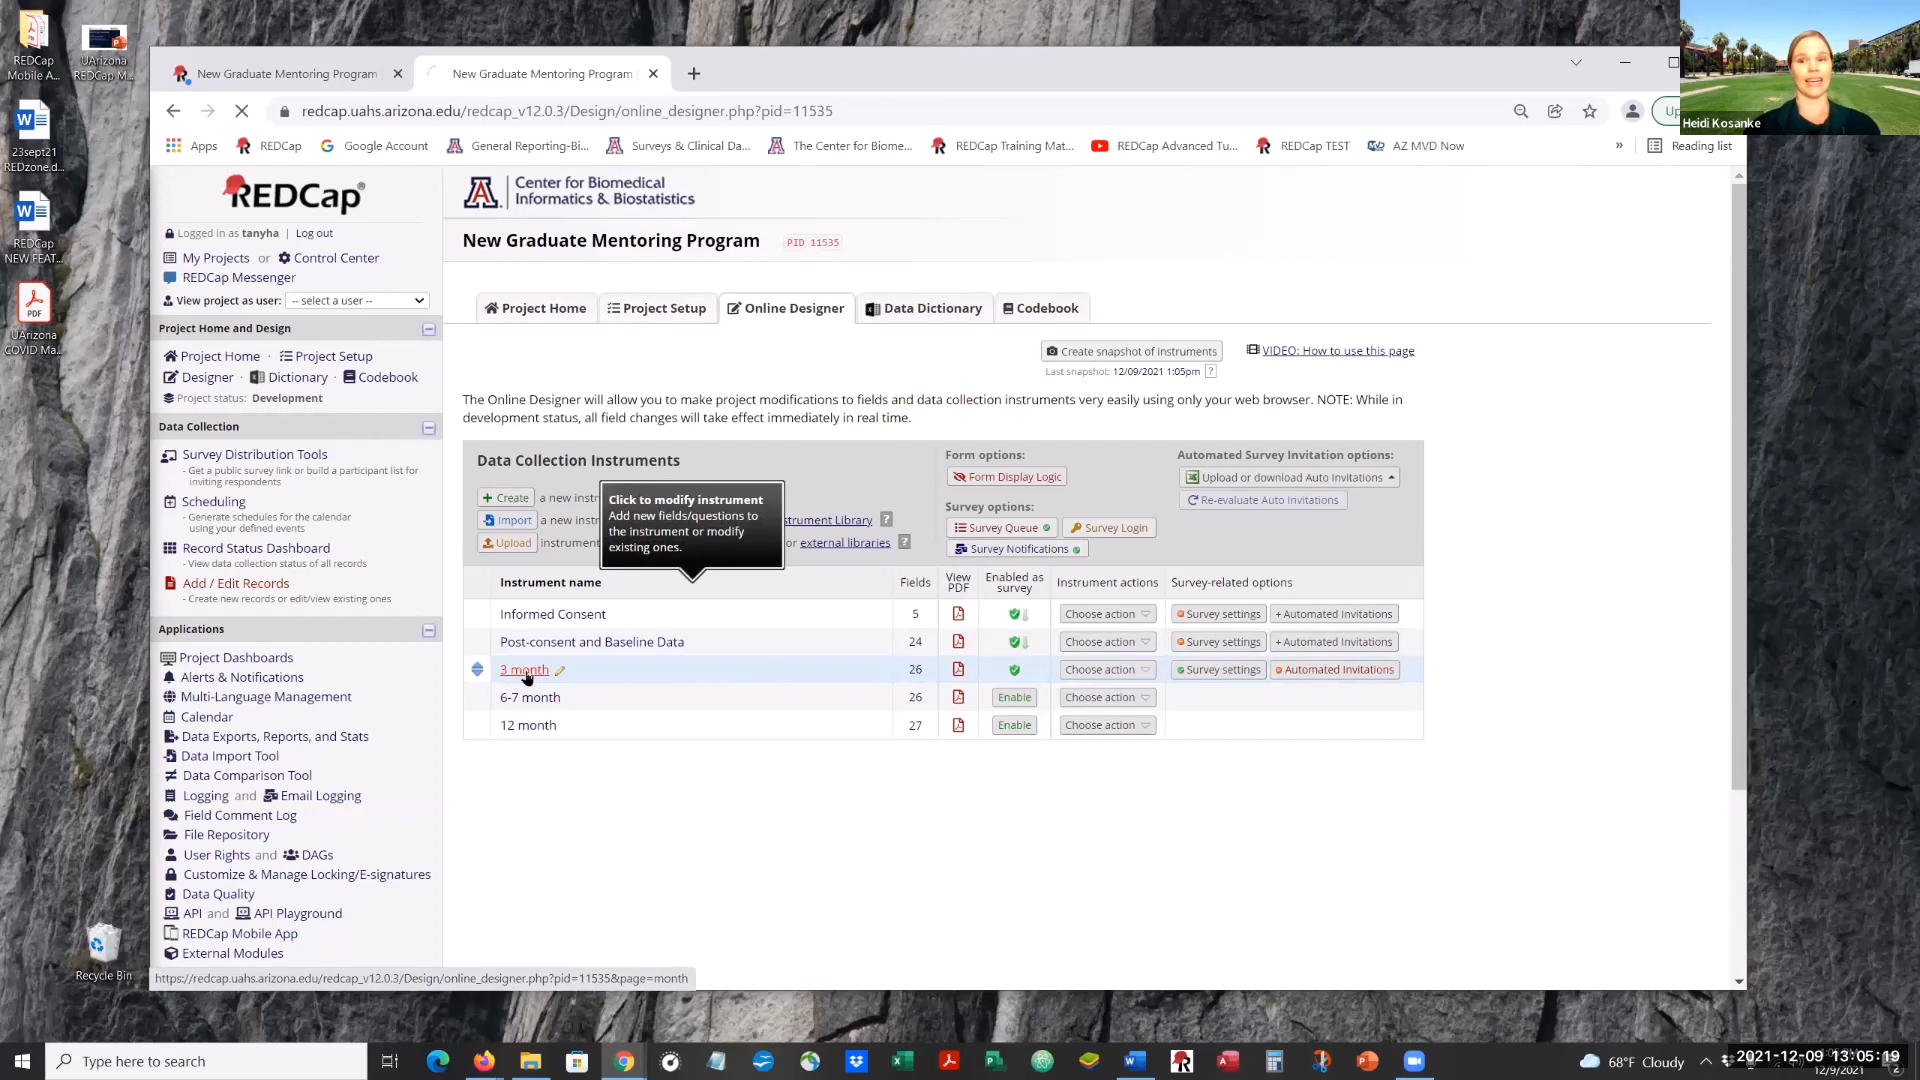 REDCap
Mobile A...
UArizona
REDCap M...
23sept21
REDzone.d...
REDCap
NEW FEAT...
UArizona
COVID Ma...
Recycle Bin
New Graduate Mentoring Program
New Graduate Mentoring Program
redcap.uahs.arizona.edu/redcap_v12.0.3/Design/online_designer.php?pid=11535
Up
Heidi Kosanke
Apps
REDCap
Google Account
General Reporting-Bi...
Surveys & Clinical Da...
The Center for Biome...
REDCap Training Mat...
REDCap Advanced Tu...
REDCap TEST
AZ MVD Now
»
Reading list
REDCap
Logged in as tanyha | Log out
My Projects or Control Center
REDCap Messenger
View project as user: -- select a user --
Project Home and Design
Project Home · Project Setup
Designer · Dictionary · Codebook
Project status: Development
Data Collection
Survey Distribution Tools
- Get a public survey link or build a participant list for
inviting respondents
Scheduling
- Generate schedules for the calendar
using your defined events
Record Status Dashboard
- View data collection status of all records
Add / Edit Records
- Create new records or edit/view existing ones
Applications
Project Dashboards
Alerts & Notifications
Multi-Language Management
Calendar
Data Exports, Reports, and Stats
Data Import Tool
Data Comparison Tool
Logging and Email Logging
Field Comment Log
File Repository
User Rights and DAGs
Customize & Manage Locking/E-signatures
Data Quality
API and API Playground
REDCap Mobile App
External Modules
Center for Biomedical
Informatics & Biostatistics
New Graduate Mentoring Program PID 11535
Project Home
Project Setup
Online Designer
Data Dictionary
Codebook
Create snapshot of instruments
VIDEO: How to use this page
Last snapshot: 12/09/2021 1:05pm ?
The Online Designer will allow you to make project modifications to fields and data collection instruments very easily using only your web browser. NOTE: While in
development status, all field changes will take effect immediately in real time.
Data Collection Instruments
+ Create a new instr
Import a new instr
strument Library ?
Upload instrument
or external libraries ?
Click to modify instrument
Add new fields/questions to
the instrument or modify
existing ones.
Form options:
Form Display Logic
Survey options:
Survey Queue
Survey Login
Survey Notifications
Automated Survey Invitation options:
Upload or download Auto Invitations
Re-evaluate Auto Invitations
Instrument name Fields View PDF Enabled as survey Instrument actions Survey-related options
Informed Consent 5 Choose action Survey settings + Automated Invitations
Post-consent and Baseline Data 24 Choose action Survey settings + Automated Invitations
3 month 26 Choose action Survey settings Automated Invitations
6-7 month 26 Enable Choose action
12 month 27 Enable Choose action
https://redcap.uahs.arizona.edu/redcap_v12.0.3/Design/online_designer.php?pid=11535&page=month
Type here to search
68°F Cloudy
2021-12-09 13:05:19
12/9/2021
2